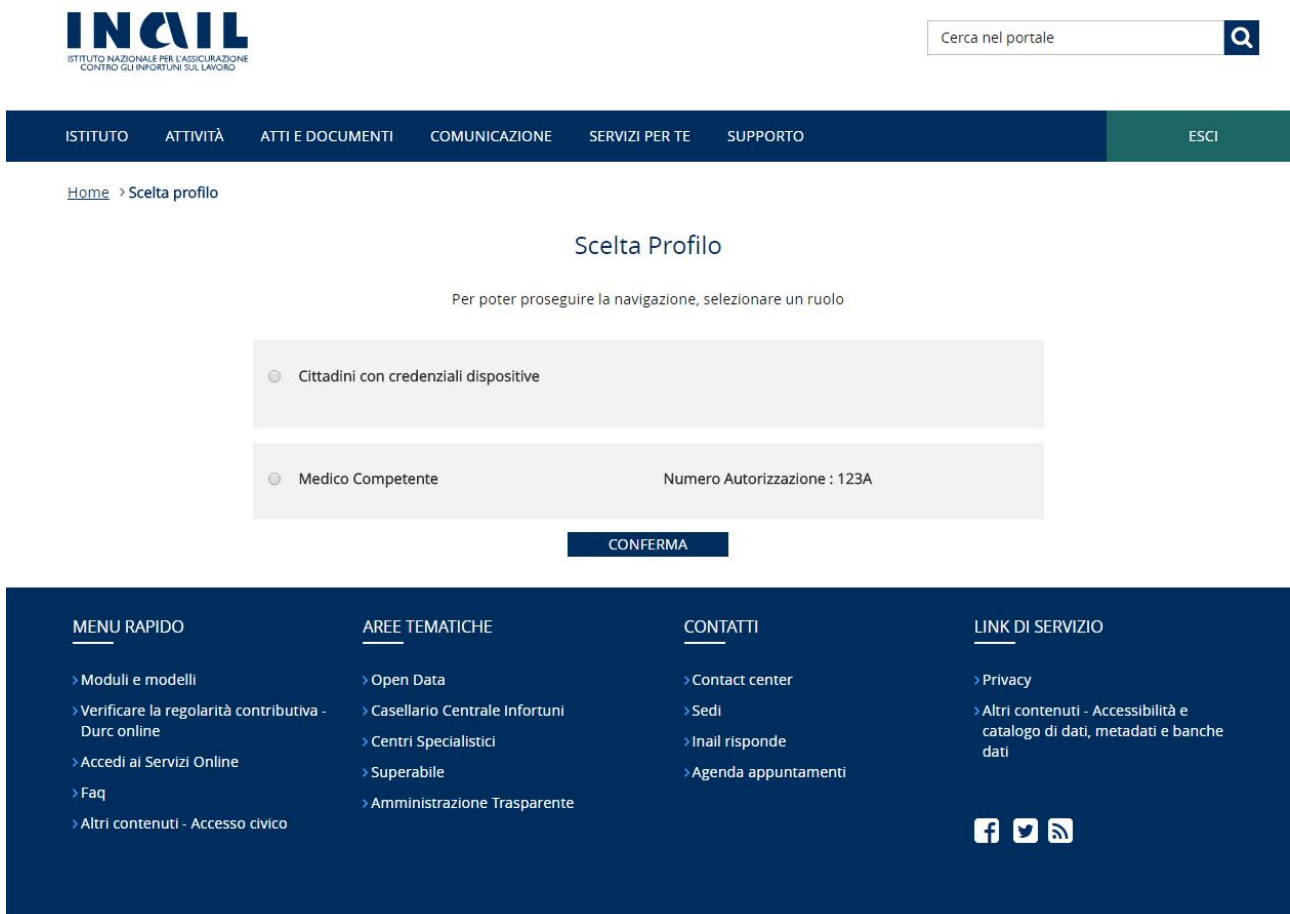 INAIL
ISTITUTO NAZIONALE PER L'ASSICURAZIONE
CONTRO GLI INFORTUNI SUL LAVORO
Cerca nel portale
ISTITUTO ATTIVITÀ ATTI E DOCUMENTI COMUNICAZIONE SERVIZI PER TE SUPPORTO ESCI
Home > Scelta profilo
Scelta Profilo
Per poter proseguire la navigazione, selezionare un ruolo
Cittadini con credenziali dispositive
Medico Competente Numero Autorizzazione : 123A
CONFERMA
MENU RAPIDO
> Moduli e modelli
> Verificare la regolarità contributiva -
Durc online
> Accedi ai Servizi Online
> Faq
> Altri contenuti - Accesso civico
AREE TEMATICHE
> Open Data
> Casellario Centrale Infortuni
> Centri Specialistici
> Superabile
> Amministrazione Trasparente
CONTATTI
> Contact center
> Sedi
> Inail risponde
> Agenda appuntamenti
LINK DI SERVIZIO
> Privacy
> Altri contenuti - Accessibilità e
catalogo di dati, metadati e banche
dati